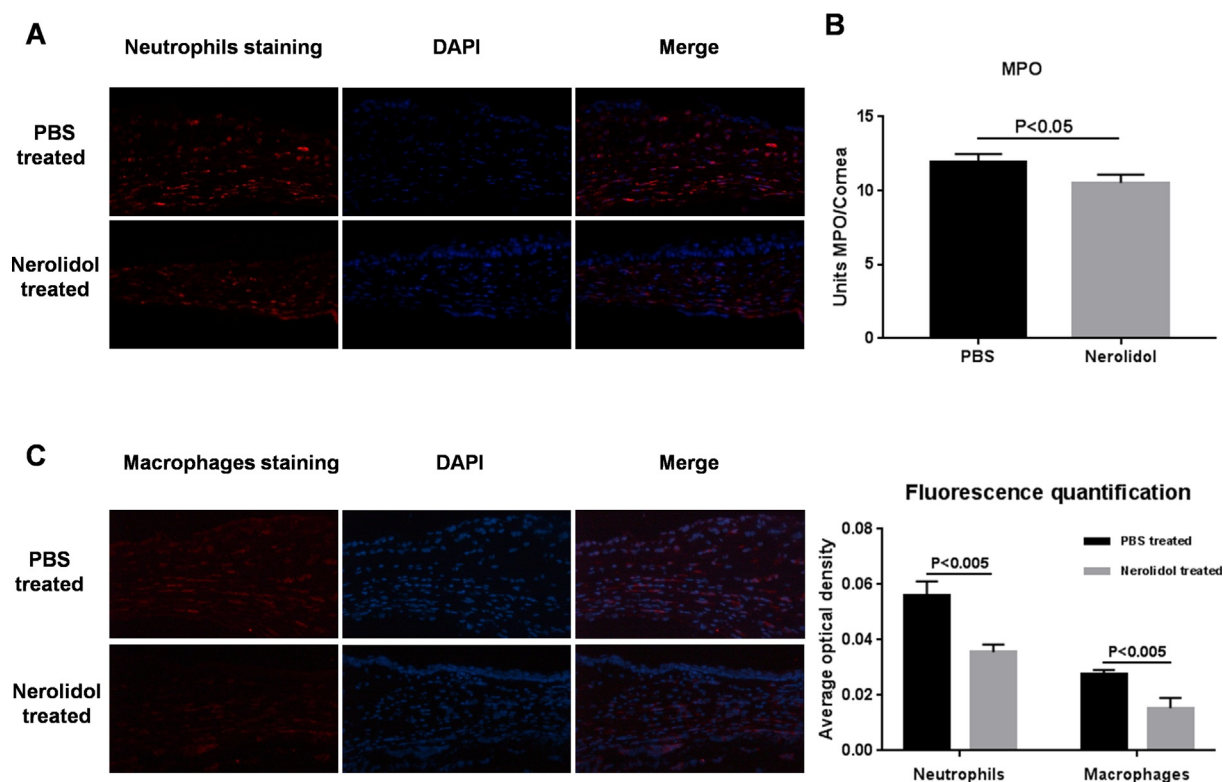 A
Neutrophils staining DAPI Merge
PBS
treated
Nerolidol
treated
B
MPO
15
10
5
0
Units MPO/Cornea
P<0.05
PBS Nerolidol
C
Macrophages staining DAPI Merge
PBS
treated
Nerolidol
treated
Fluorescence quantification
0.08
0.06
0.04
0.02
0.00
Average optical density
PBS treated
Nerolidol treated
P<0.005
P<0.005
Neutrophils Macrophages